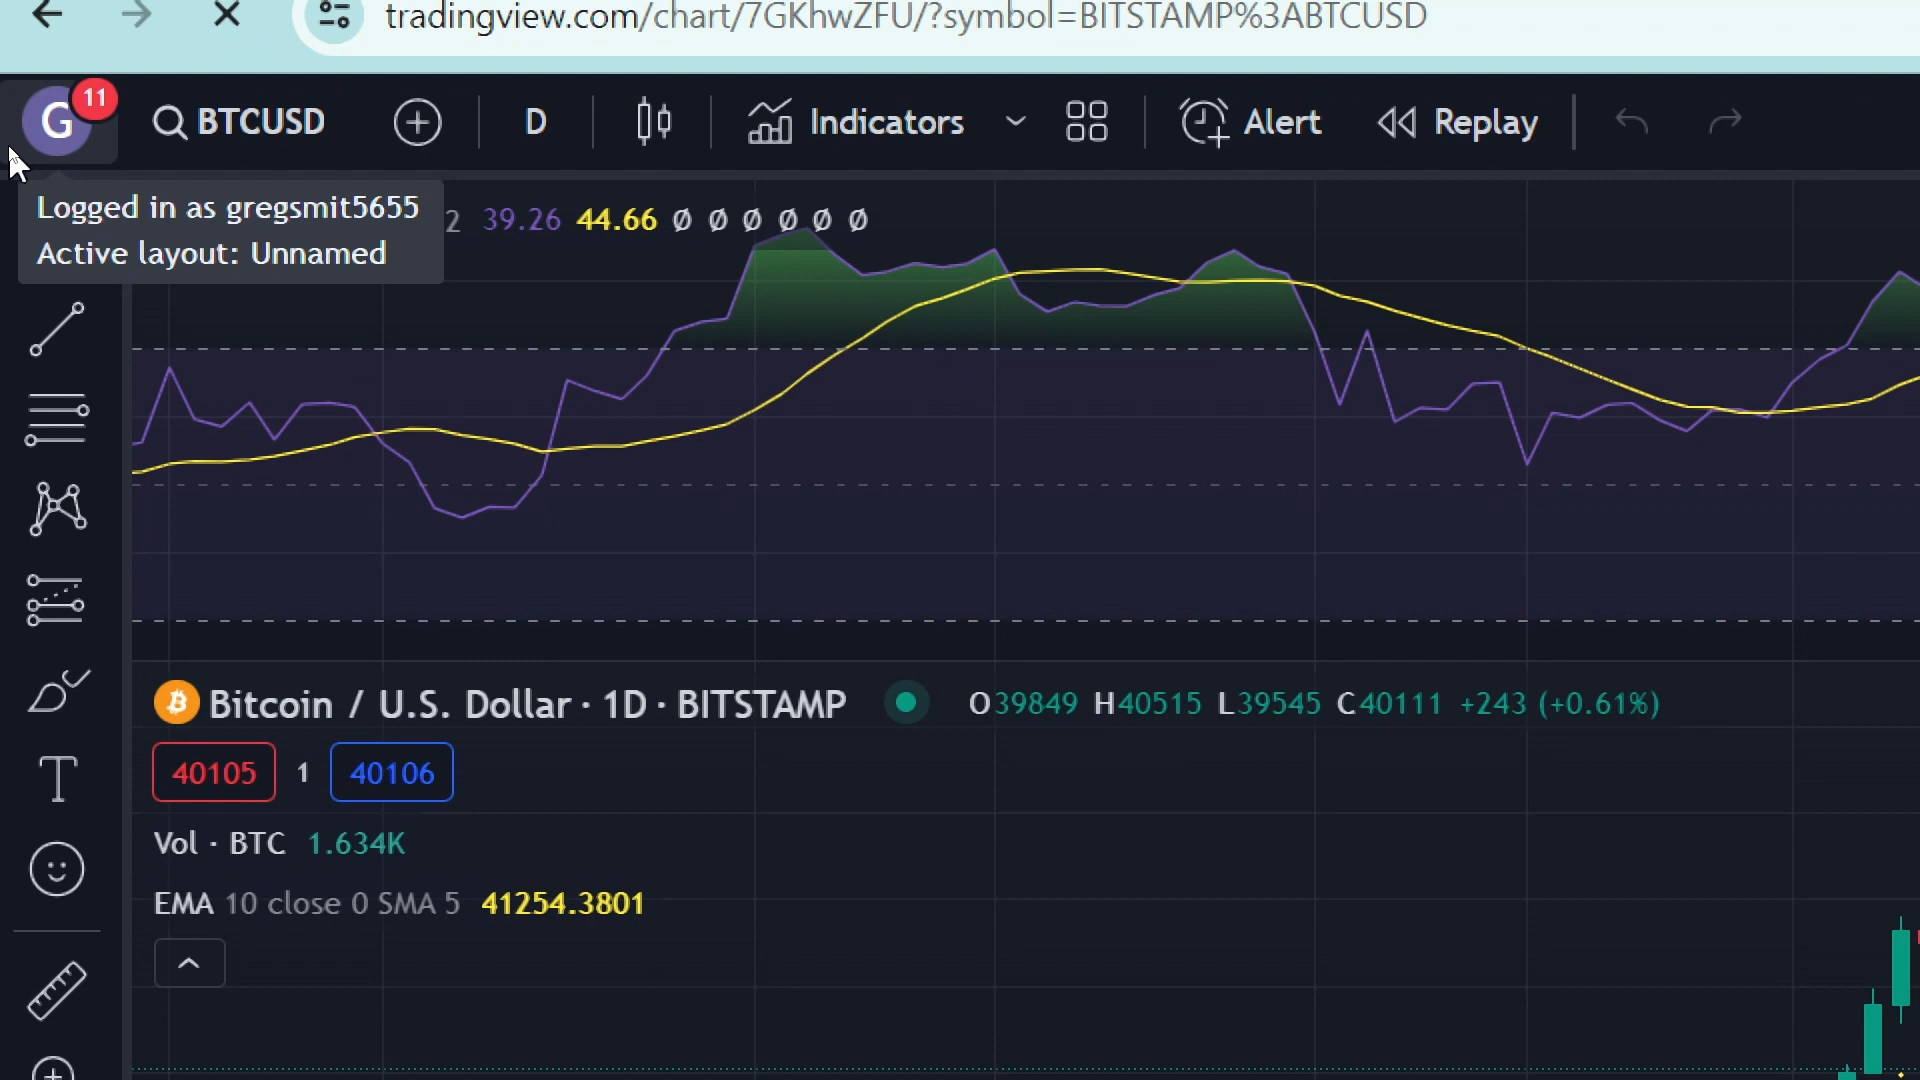 tradingview.com/chart/7GKhwZFU/?symbol=BITSTAMP%3ABTCUSD
G 11 BTCUSD D Indicators Alert Replay
Logged in as gregsmit5655
Active layout: Unnamed
2 39.26 44.66 Ø Ø Ø Ø Ø Ø
Bitcoin / U.S. Dollar · 1D · BITSTAMP O39849 H40515 L39545 C40111 +243 (+0.61%)
40105 1 40106
Vol · BTC 1.634K
EMA 10 close 0 SMA 5 41254.3801